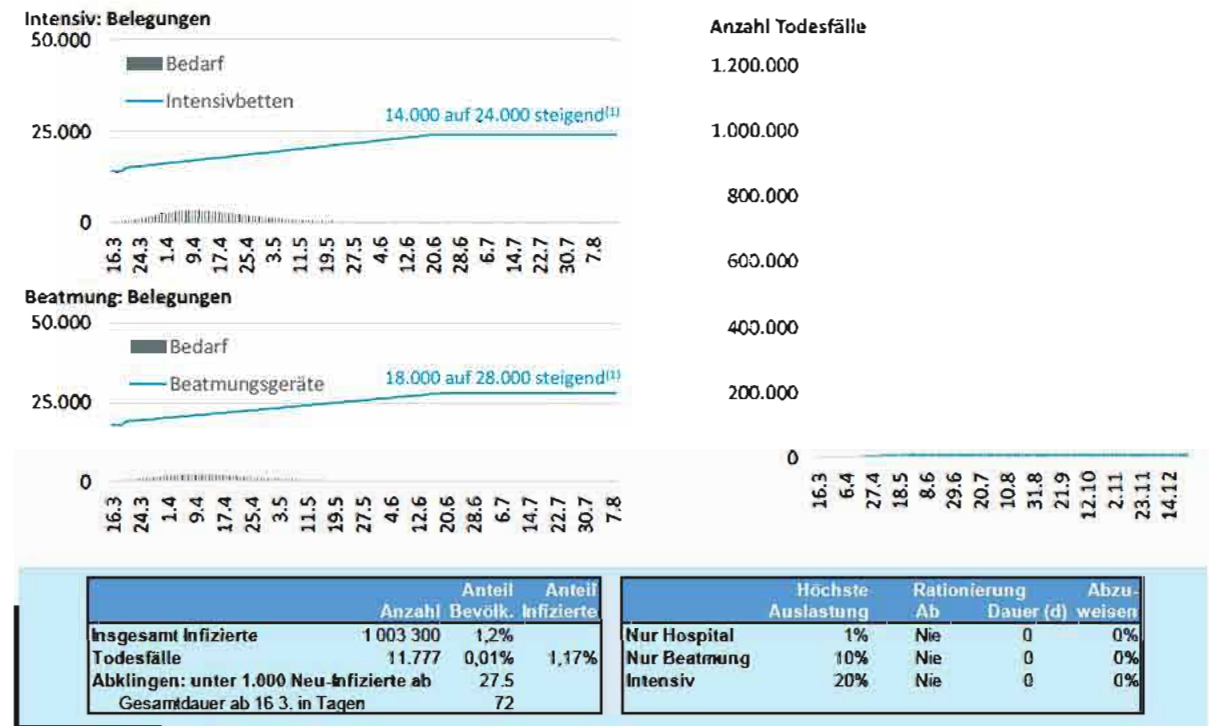 Intensiv: Belegungen
50.000
Bedarf
Intensivbetten
14.000 auf 24.000 steigend(1)
25.000
0
16.3 24.3 1.4 9.4 17.4 25.4 3.5 11.5 19.5 27.5 4.6 12.6 20.6 28.6 6.7 14.7 22.7 30.7 7.8
Beatmung: Belegungen
50.000
Bedarf
Beatmungsgeräte
18.000 auf 28.000 steigend(1)
25.000
0
16.3 24.3 1.4 9.4 17.4 25.4 3.5 11.5 19.5 27.5 4.6 12.6 20.6 28.6 6.7 14.7 22.7 30.7 7.8
Anzahl Todesfälle
1.200.000
1.000.000
800.000
600.000
400.000
200.000
0
16.3 6.4 27.4 18.5 8.6 29.6 20.7 10.8 31.8 21.9 12.10 2.11 23.11 14.12
Anteil Anteil
Anzahl Bevölk. Infizierte
Insgesamt Infizierte 1 003 300 1,2%
Todesfälle 11.777 0,01% 1,17%
Abklingen: unter 1.000 Neu-Infizierte ab 27.5
Gesamtdauer ab 16 3. in Tagen 72
Höchste Rationierung Abzu-
Auslastung Ab Dauer (d) weisen
Nur Hospital 1% Nie 0 0%
Nur Beatmung 10% Nie 0 0%
Intensiv 20% Nie 0 0%